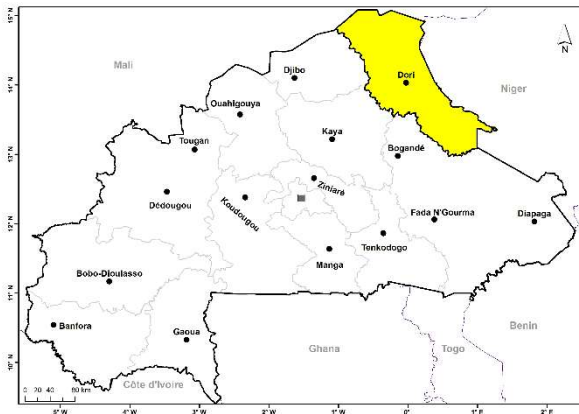 15°N
14°N
13°N
12°N
11°N
10°N
Mali
Niger
N
Djibo
Dori
Ouahigouya
Kaya
Tougan
Bogandé
Ziniaré
Dédougou
Koudougou
Fada N'Gourma
Diapaga
Tenkodogo
Manga
Bobo-Dioulasso
Banfora
Gaoua
Ghana
Togo
Benin
Côte d'Ivoire
0 20 40 80 km
5°W 4°W 3°W 2°W 1°W 0° 1°E 2°E